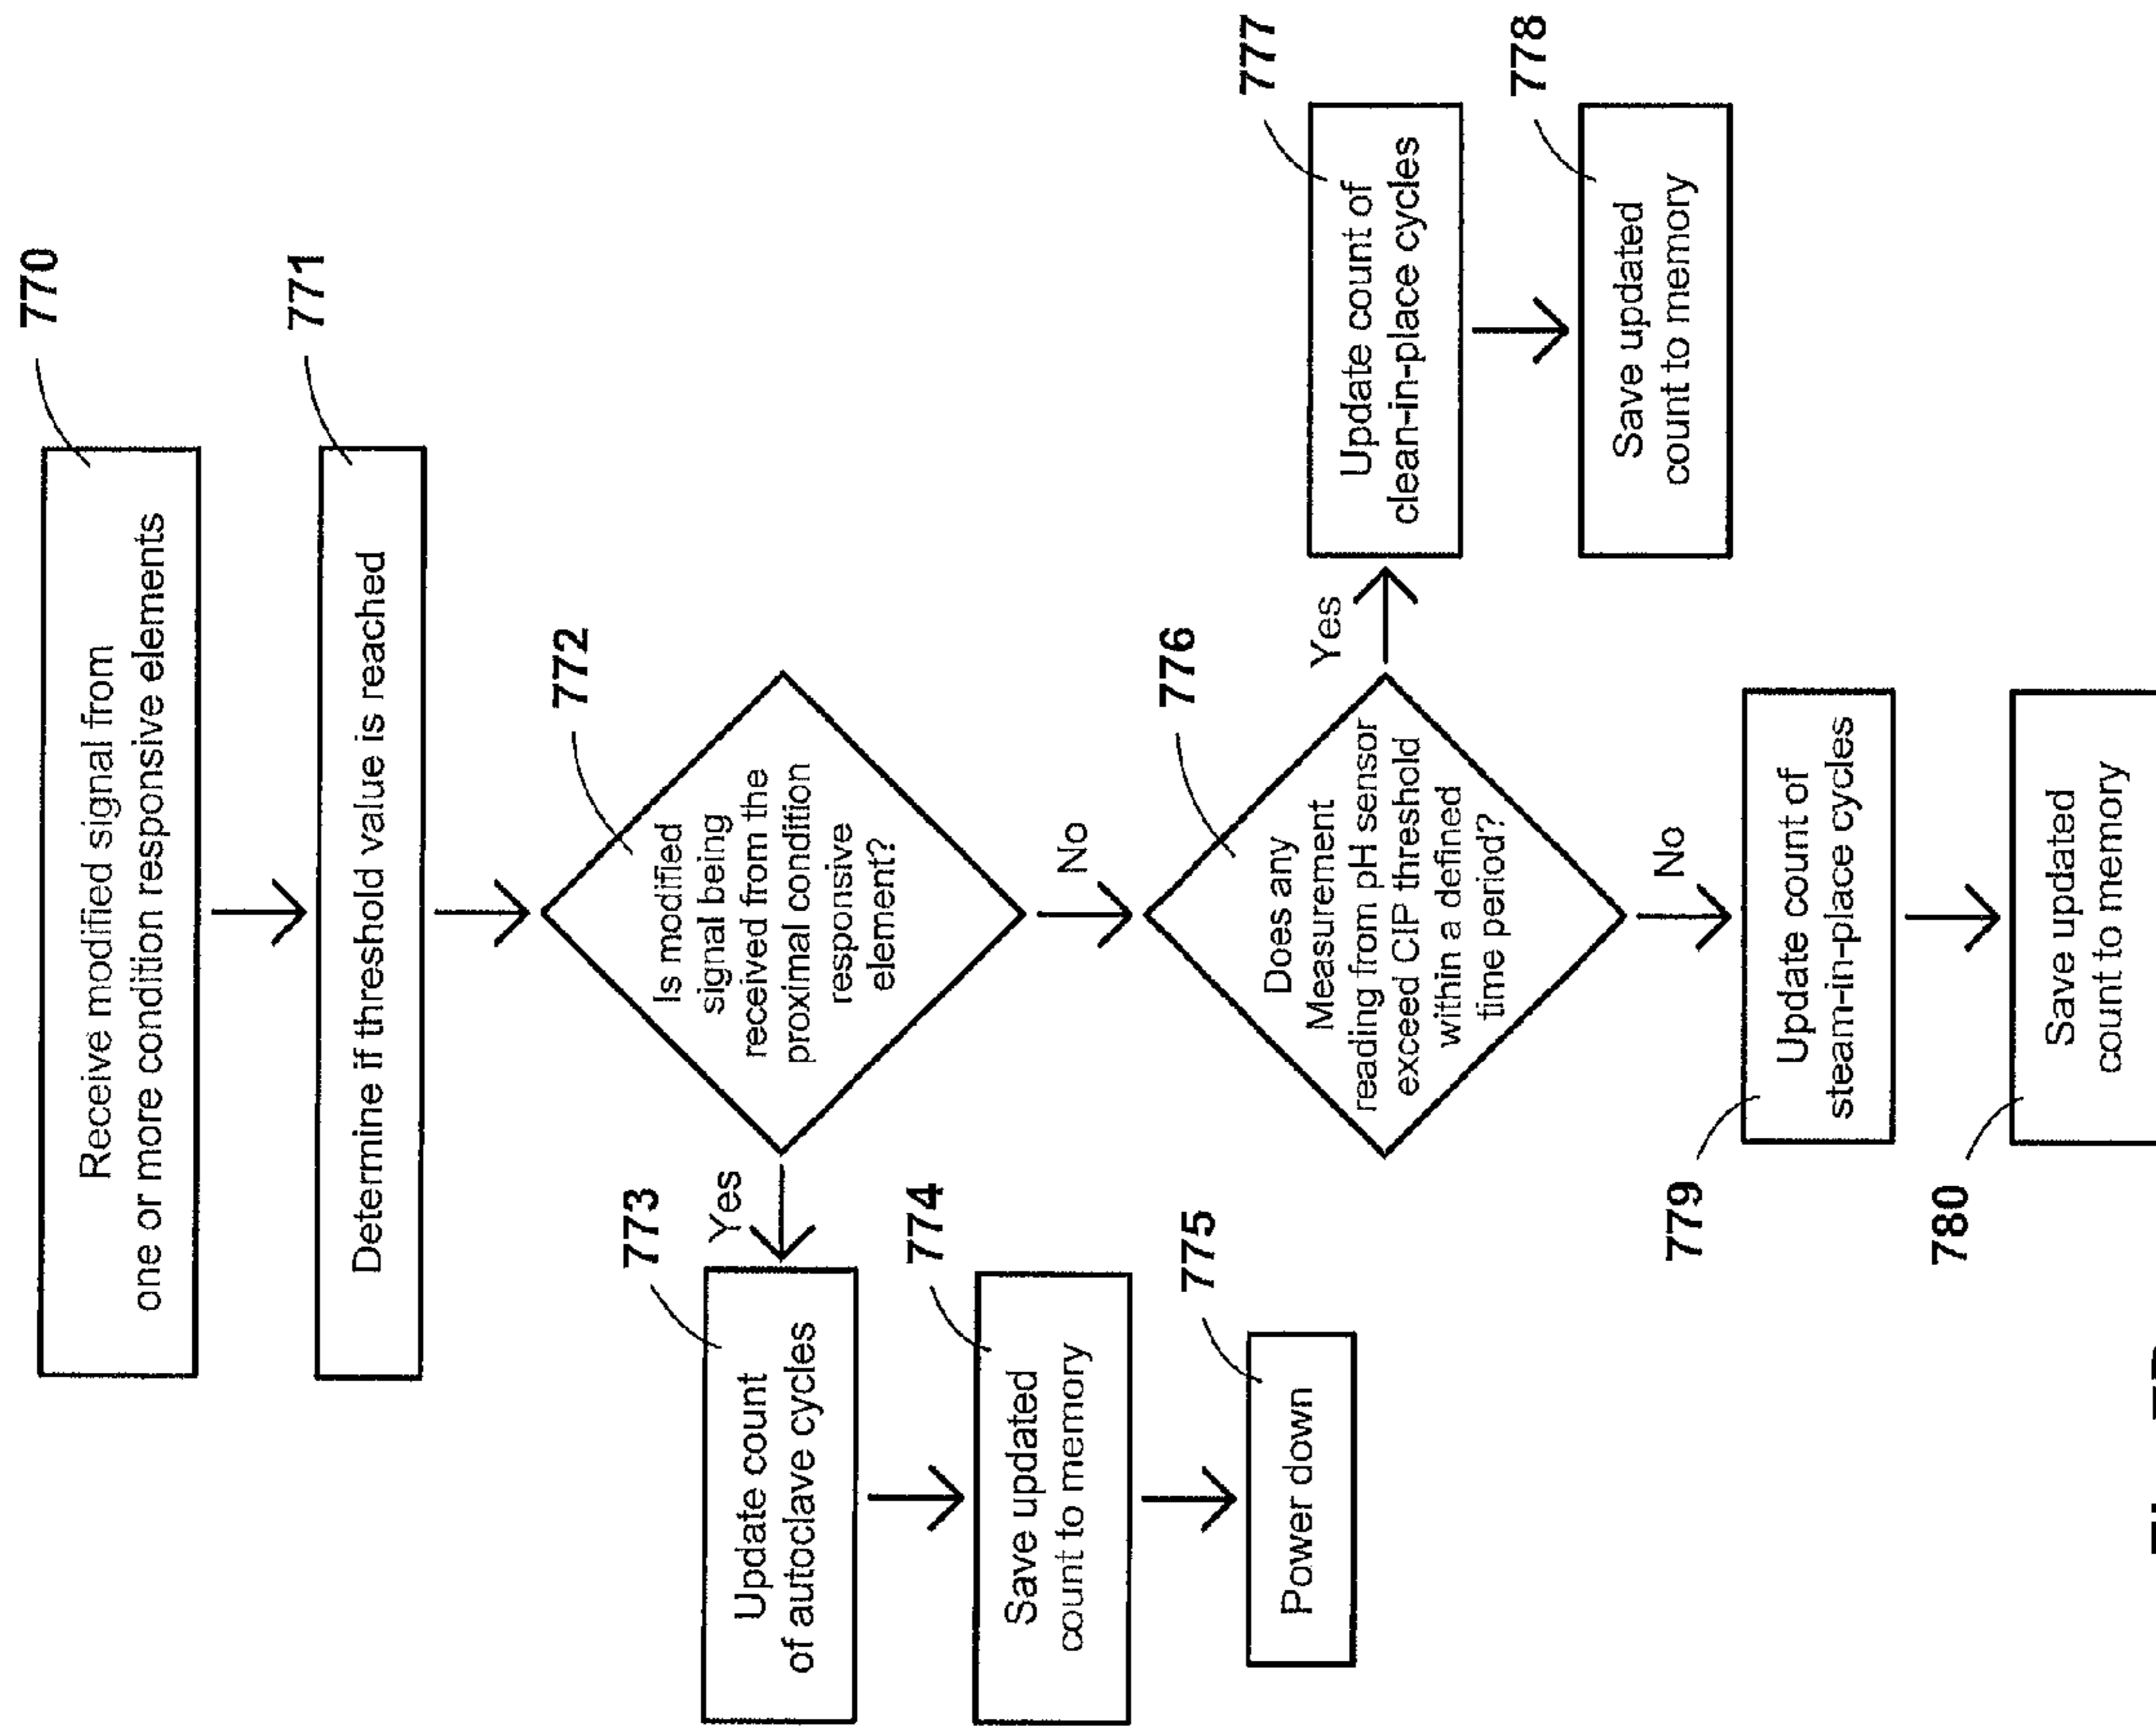 770
Receive modified signal from
one or more condition responsive elements
771
Determine if threshold value is reached
772
Is modified
signal being
received from the
proximal condition
responsive
element?
Yes
773
Update count
of autoclave cycles
774
Save updated
count to memory
775
Power down
No
776
Does any
Measurement
reading from pH sensor
exceed CIP threshold
within a defined
time period?
Yes
777
Update count of
clean-in-place cycles
778
Save updated
count to memory
No
779
Update count of
steam-in-place cycles
780
Save updated
count to memory